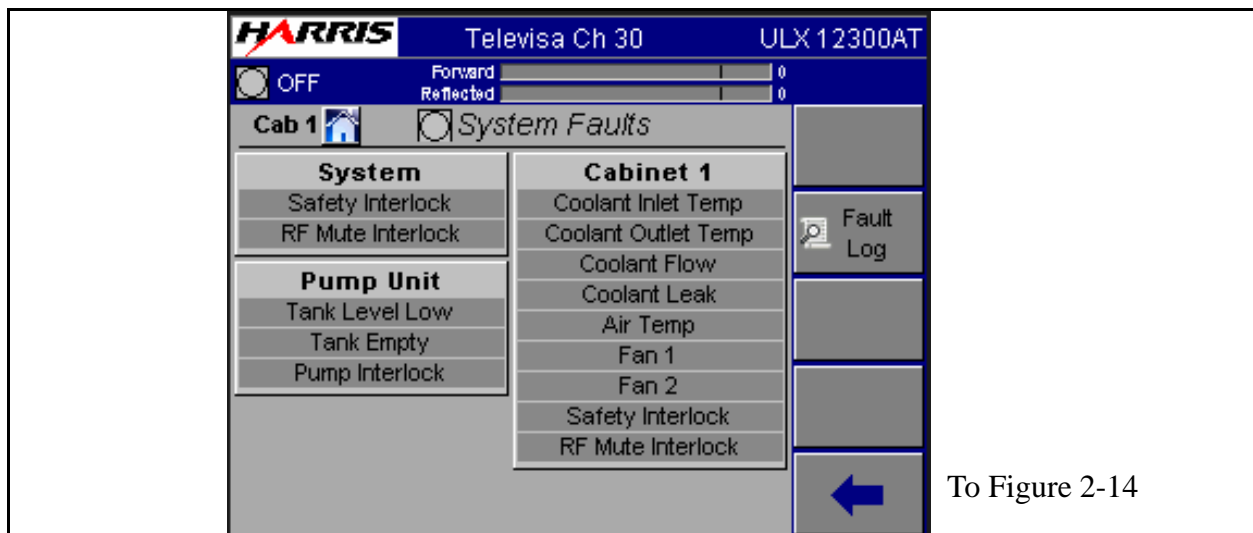 HARRIS Televisa Ch 30 ULX 12300AT
OFF
Forward 0
Reflected 0
Cab 1 System Faults
System
Safety Interlock
RF Mute Interlock
Pump Unit
Tank Level Low
Tank Empty
Pump Interlock
Cabinet 1
Coolant Inlet Temp
Coolant Outlet Temp
Coolant Flow
Coolant Leak
Air Temp
Fan 1
Fan 2
Safety Interlock
RF Mute Interlock
Fault
Log
To Figure 2-14